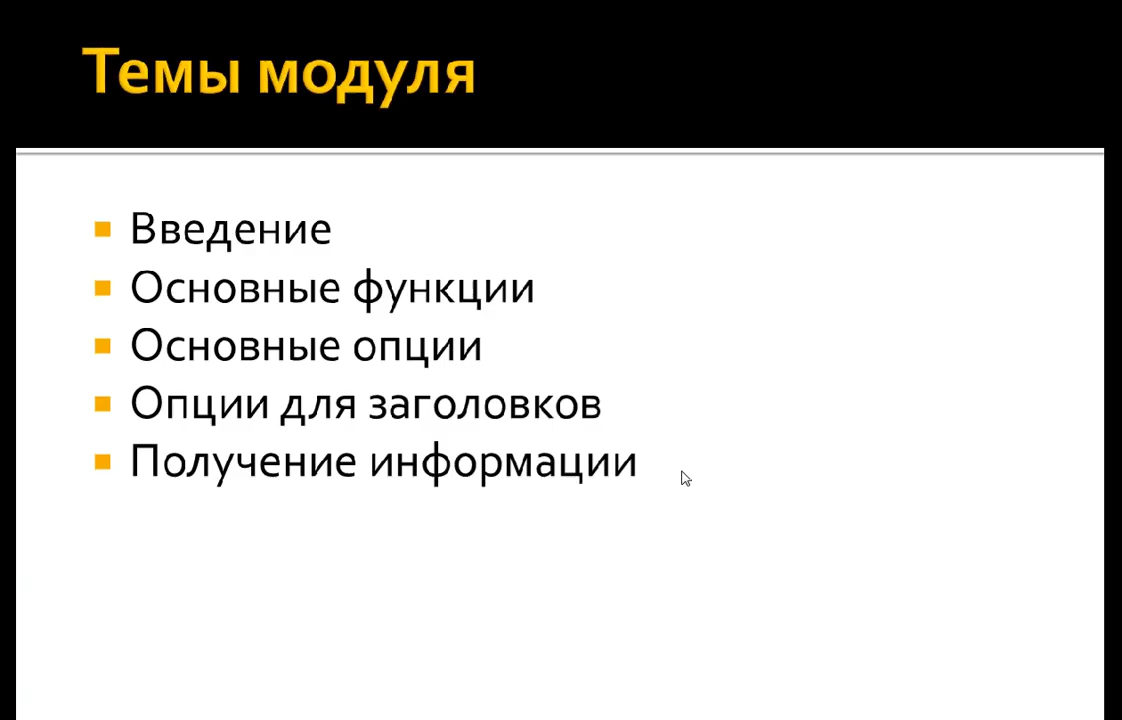 Темы модуля
Введение
Основные функции
Основные опции
Опции для заголовков
Получение информации